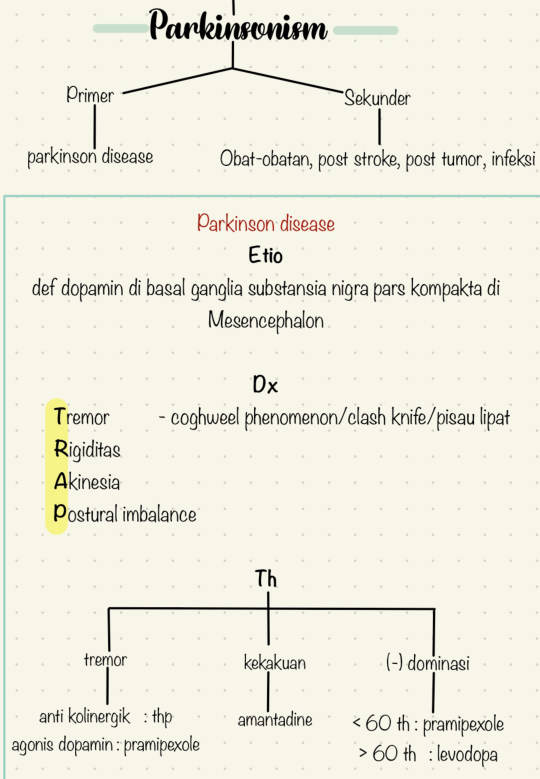 Parkinsonism
Primer Sekunder
parkinson disease Obat-obatan, post stroke, post tumor, infeksi
Parkinson disease
Etio
def dopamin di basal ganglia substansia nigra pars kompakta di
Mesencephalon
Dx
Tremor - coghweel phenomenon/clash knife/pisau lipat
Rigiditas
Akinesia
Postural imbalance
Th
tremor kekakuan (-) dominasi
anti kolinergik : thp amantadine < 60 th : pramipexole
agonis dopamin : pramipexole > 60 th : levodopa